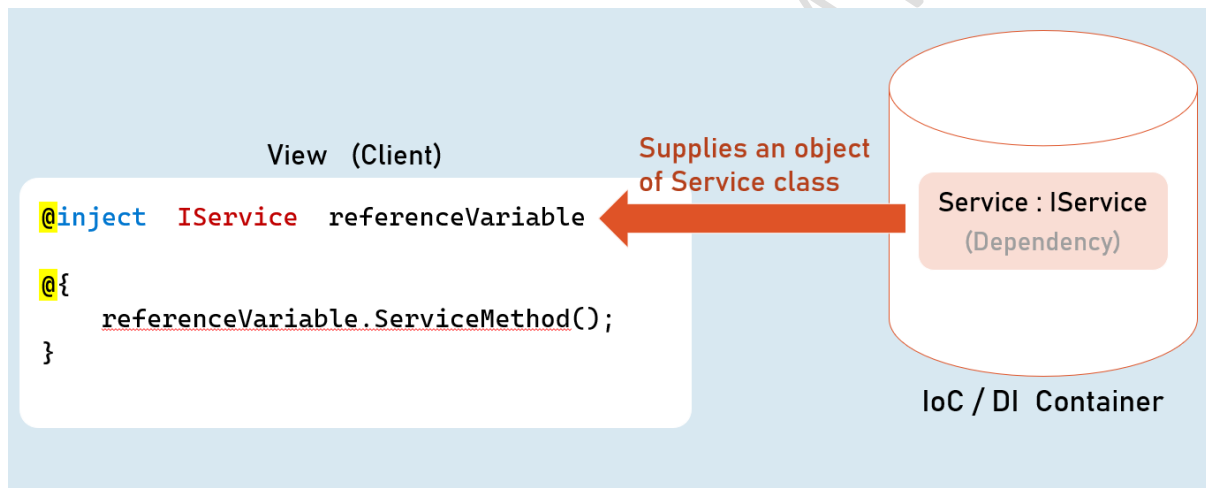 View (Client)
@inject IService referenceVariable
@{
referenceVariable.ServiceMethod();
}
Supplies an object
of Service class
Service : IService
(Dependency)
IoC / DI Container